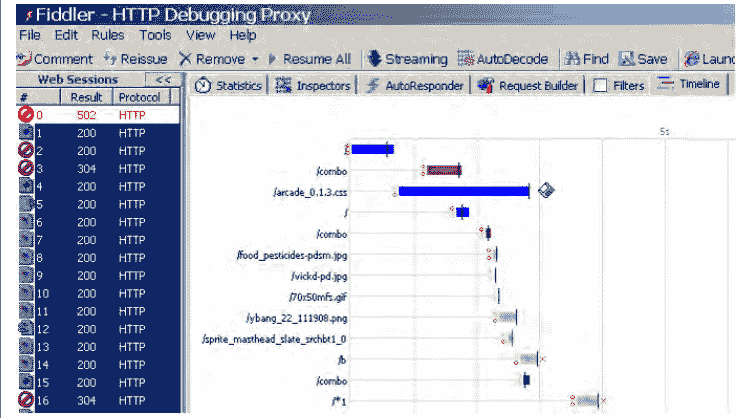 Fiddler - HTTP Debugging Proxy
File Edit Rules Tools View Help
Comment Reissue Remove Resume All Streaming AutoDecode Find Save Launc
Web Sessions <<
Statistics Inspectors AutoResponder Request Builder Filters Timeline
# Result Protocol
0 502 HTTP
1 200 HTTP
2 200 HTTP
3 304 HTTP
4 200 HTTP
5 200 HTTP
6 200 HTTP
7 200 HTTP
8 200 HTTP
9 200 HTTP
10 200 HTTP
11 200 HTTP
12 200 HTTP
13 200 HTTP
14 200 HTTP
15 200 HTTP
16 304 HTTP
5s
/
/combo
/arcade_0.1.3.css
/
/combo
/food_pesticides-pdsm.jpg
/vickd-pd.jpg
/70x50mfs.gif
/ybang_22_111908.png
/sprite_masthead_slate_srchbt1_0
/b
/combo
/*1